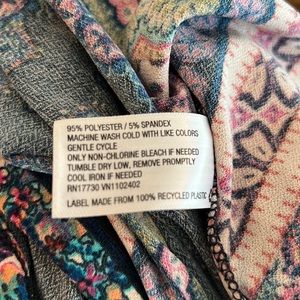 95% POLYESTER / 5% SPANDEX
MACHINE WASH COLD WITH LIKE COLORS
GENTLE CYCLE
ONLY NON-CHLORINE BLEACH IF NEEDED
TUMBLE DRY LOW, REMOVE PROMPTLY
COOL IRON IF NEEDED
RN17730 VN1102402
LABEL MADE FROM 100% RECYCLED PLASTIC